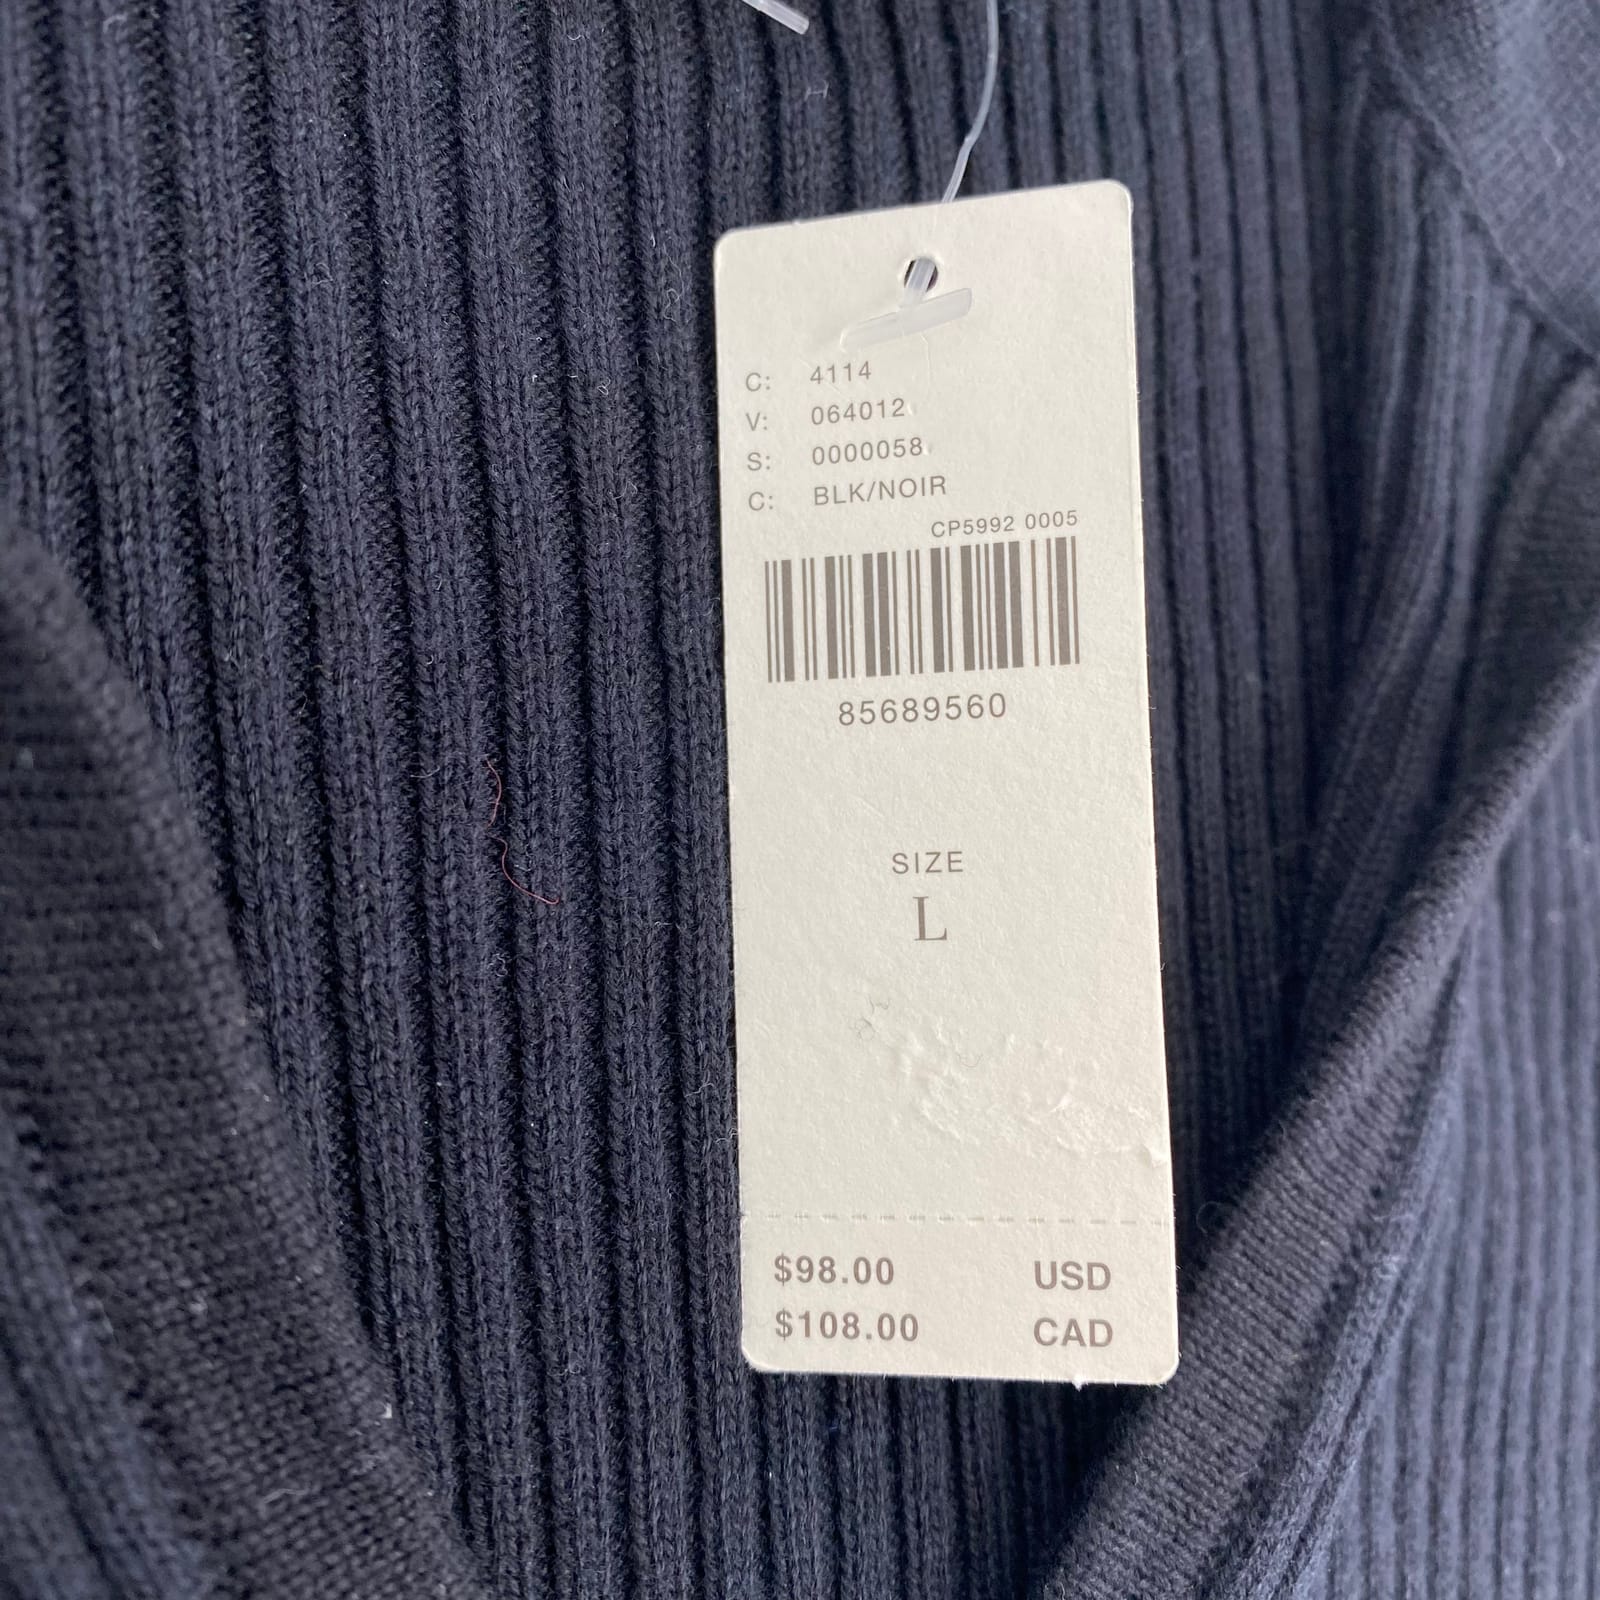 C: 4114
V: 064012
S: 0000058
C: BLK/NOIR
CP5992 0005
85689560
SIZE
L
$98.00 USD
$108.00 CAD